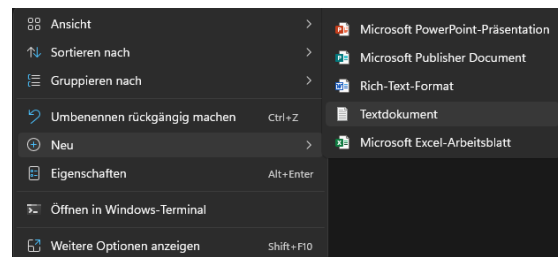 Ansicht
Sortieren nach
Gruppieren nach
Umbenennen rückgängig machen Ctrl+Z
Neu
Eigenschaften Alt+Enter
Öffnen in Windows-Terminal
Weitere Optionen anzeigen Shift+F10
Microsoft PowerPoint-Präsentation
Microsoft Publisher Document
Rich-Text-Format
Textdokument
Microsoft Excel-Arbeitsblatt